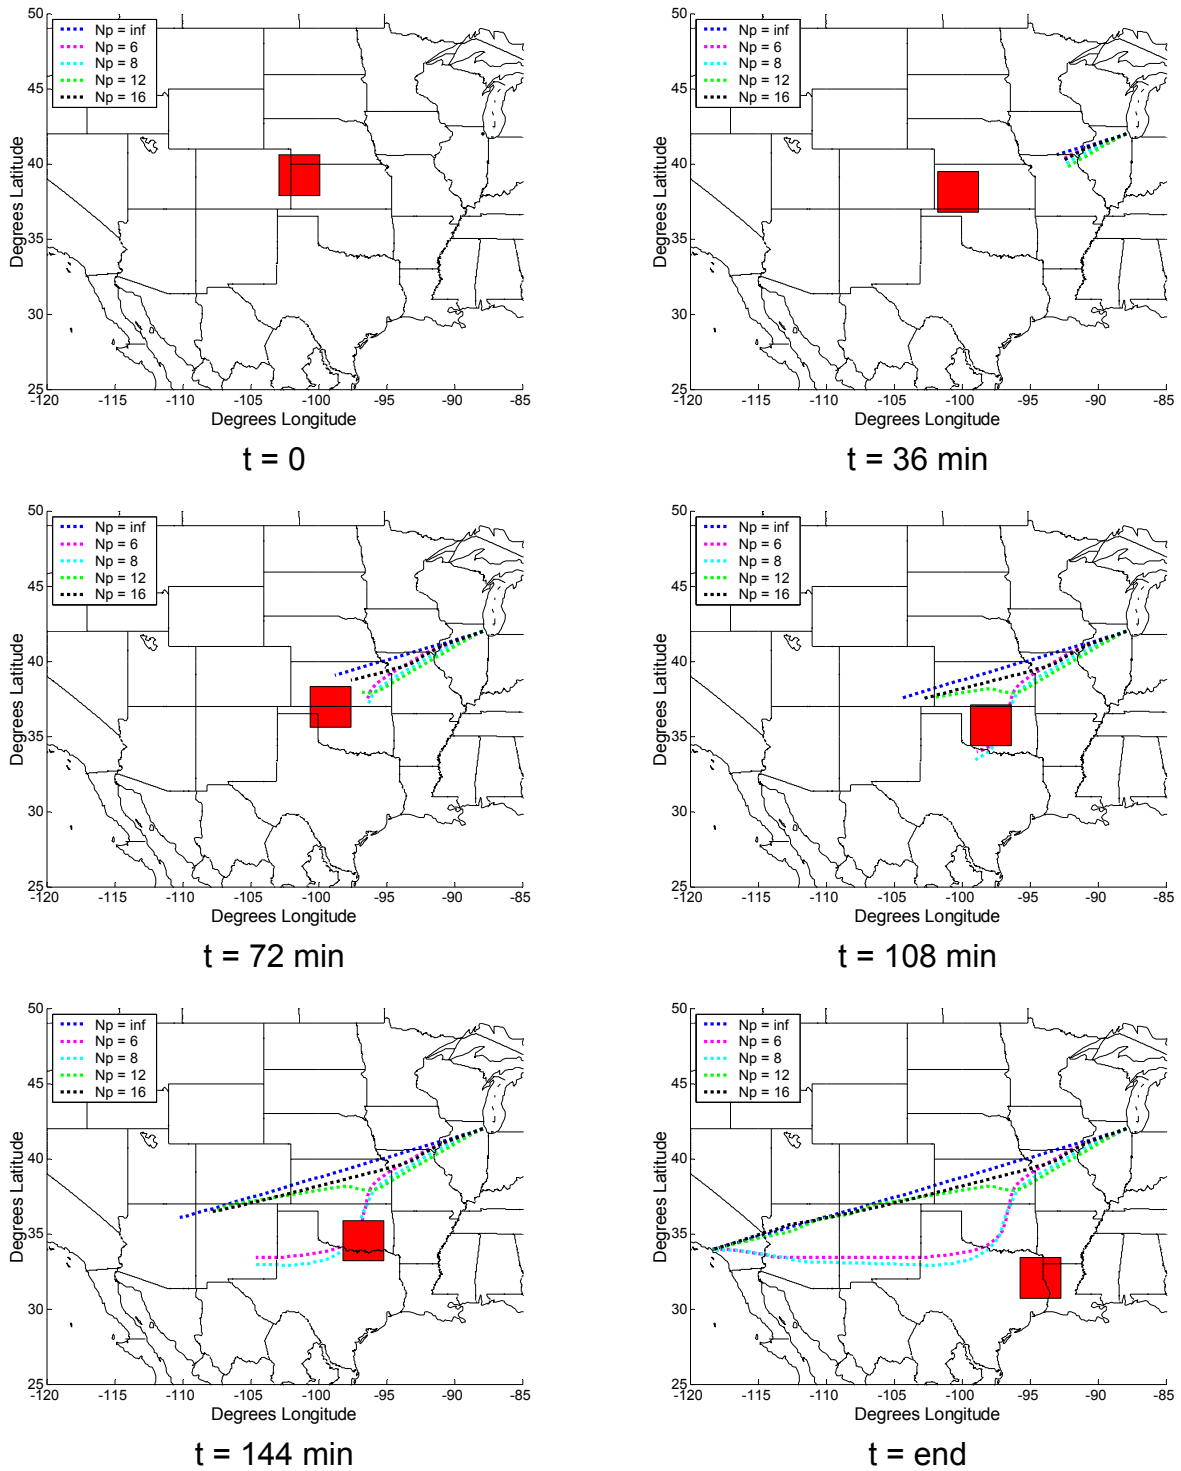 50
45
40
35
30
25
Degrees Latitude
Np = inf
Np = 6
Np = 8
Np = 12
Np = 16
-120 -115 -110 -105 -100 -95 -90 -85
Degrees Longitude
t = 0
50
45
40
35
30
25
Degrees Latitude
Np = inf
Np = 6
Np = 8
Np = 12
Np = 16
-120 -115 -110 -105 -100 -95 -90 -85
Degrees Longitude
t = 36 min
50
45
40
35
30
25
Degrees Latitude
Np = inf
Np = 6
Np = 8
Np = 12
Np = 16
-120 -115 -110 -105 -100 -95 -90 -85
Degrees Longitude
t = 72 min
50
45
40
35
30
25
Degrees Latitude
Np = inf
Np = 6
Np = 8
Np = 12
Np = 16
-120 -115 -110 -105 -100 -95 -90 -85
Degrees Longitude
t = 108 min
50
45
40
35
30
25
Degrees Latitude
Np = inf
Np = 6
Np = 8
Np = 12
Np = 16
-120 -115 -110 -105 -100 -95 -90 -85
Degrees Longitude
t = 144 min
50
45
40
35
30
25
Degrees Latitude
Np = inf
Np = 6
Np = 8
Np = 12
Np = 16
-120 -115 -110 -105 -100 -95 -90 -85
Degrees Longitude
t = end